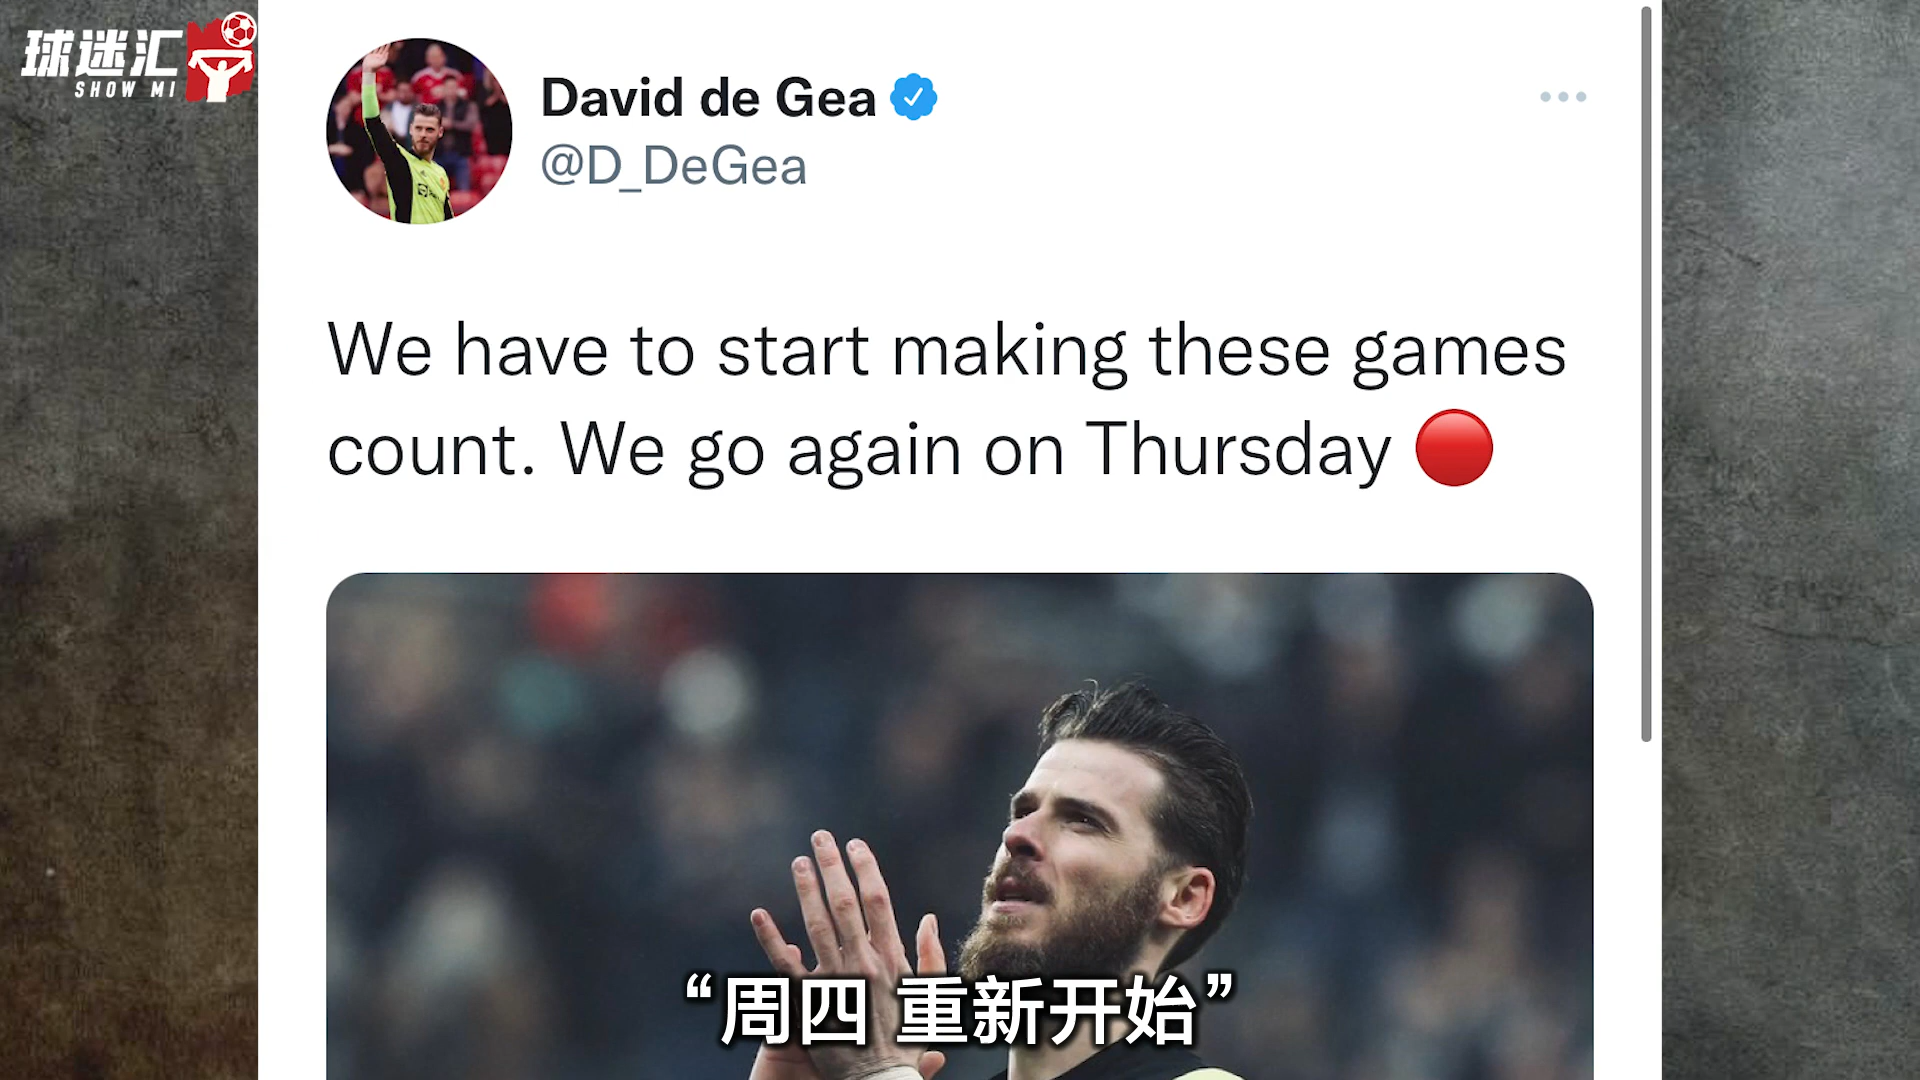 球迷汇
SHOW MI
David de Gea
@D_DeGea
We have to start making these games
count. We go again on Thursday 🔴
“周四 重新开始”